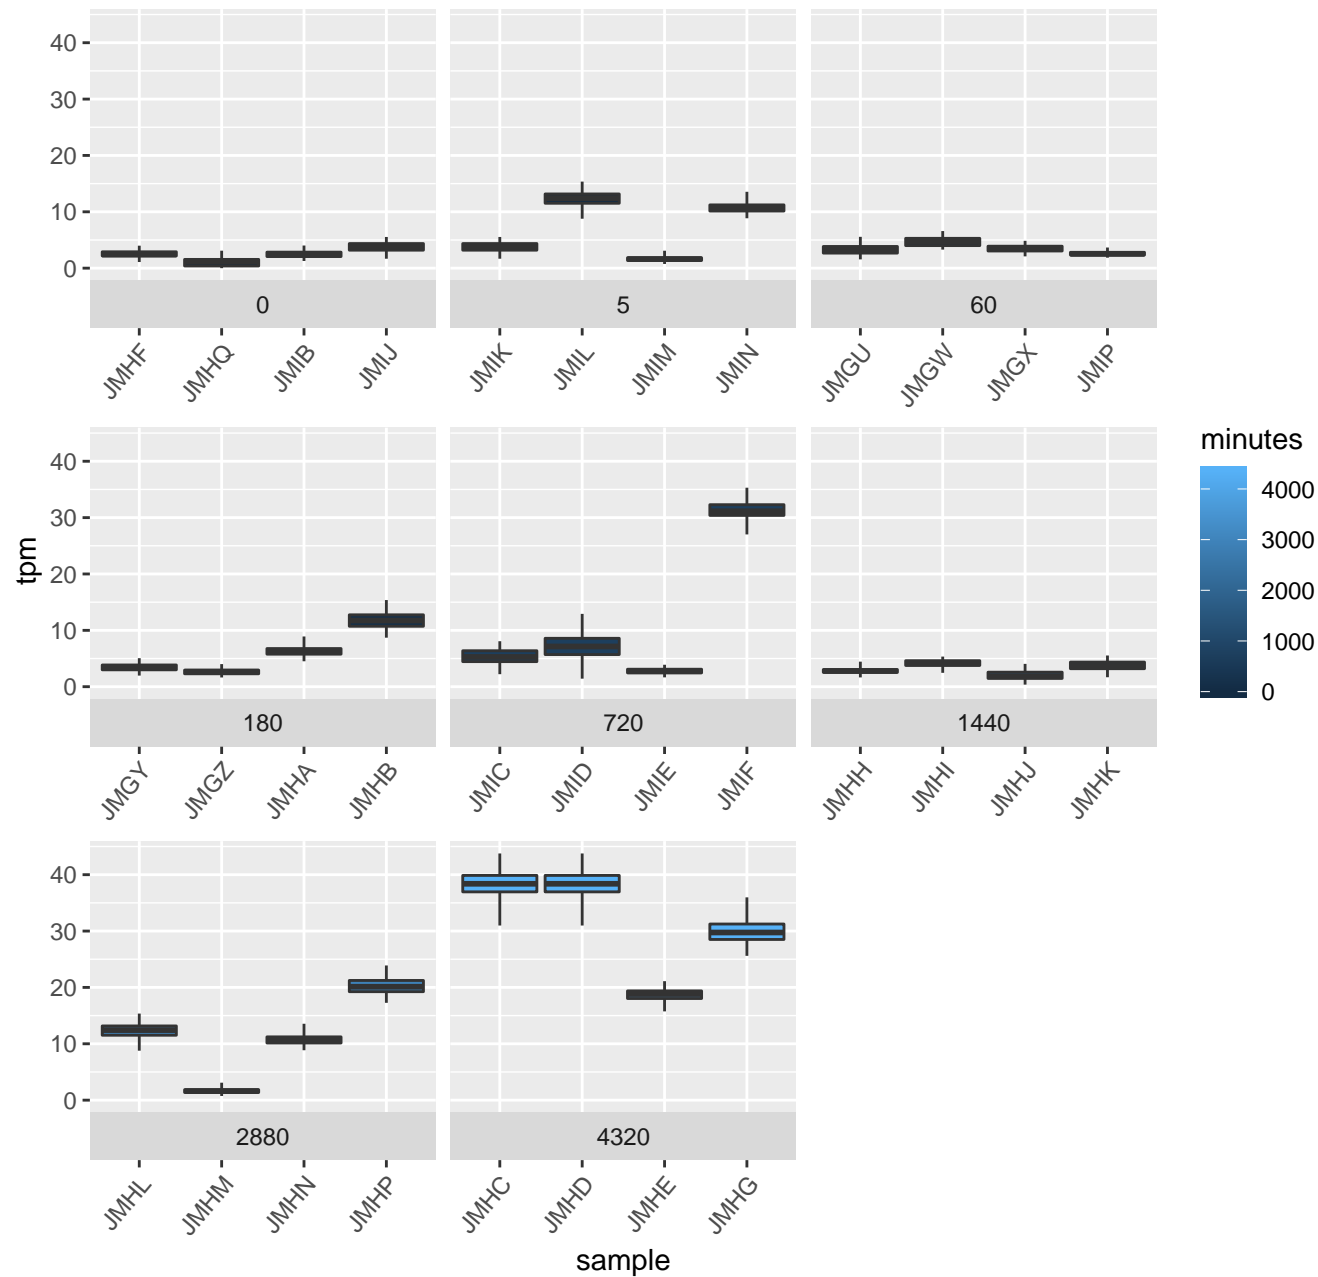 40
30
20
10
0
0
5
60
JMHF
JMHQ
JMIB
JMIJ
JMIK
JMIL
JMIM
JMIN
JMGU
JMGW
JMGX
JMIP
tpm
40
30
20
10
0
180
720
1440
JMGY
JMGZ
JMHA
JMHB
JMIC
JMID
JMIE
JMIF
JMHH
JMHI
JMHJ
JMHK
minutes
4000
3000
2000
1000
0
40
30
20
10
0
2880
4320
JMHL
JMHM
JMHN
JMHP
JMHC
JMHD
JMHE
JMHG
sample